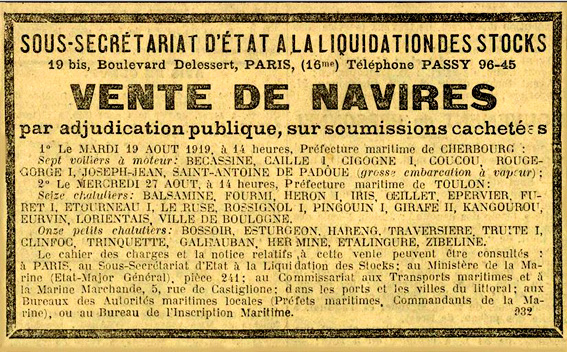 SOUS-SECRÉTARIAT D'ÉTAT A LA LIQUIDATION DES STOCKS
19 bis, Boulevard Delessert, PARIS, (16me) Téléphone PASSY 96-45
VENTE DE NAVIRES
par adjudication publique, sur soumissions cachetées
1° Le MARDI 19 AOUT 1919, à 14 heures, Préfecture maritime de CHERBOURG :
Sept voiliers à moteur: BECASSINE, CAILLE I, CIGOGNE I, COUCOU, ROUGE-
GORGE I, JOSEPH-JEAN, SAINT-ANTOINE DE PADOUE (grosse embarcation à vapeur);
2° Le MERCREDI 27 AOUT, à 14 heures, Préfecture maritime de TOULON:
Seize chalutiers: BALSAMINE, FOURMI, HERON I, IRIS, ŒILLET, EPERVIER, FU-
RET I, ETOURNEAU I, LE RUSE, ROSSIGNOL I, PINGOUIN I, GIRAFE II, KANGOUROU,
EURVIN, LORIENTAIS, VILLE DE BOULOGNE.
Onze petits chalutiers: BOSSOIR, ESTURGEON, HARENG, TRAVERSIERE, TRUITE I,
CLINFOC, TRINQUETTE, GALHAUBAN, HERMINE, ETALINGURE, ZIBELINE.
Le cahier des charges et la notice relatifs à cette vente peuvent être consultés :
à PARIS, au Sous-Secrétariat d'Etat à la Liquidation des Stocks; au Ministère de la Ma-
rine (Etat-Major Général), pièce 241; au Commissariat aux Transports maritimes et à
la Marine Marchande, 5, rue de Castiglione; dans les ports et les villes du littoral; aux
Bureaux des Autorités maritimes locales (Préfets maritimes, Commandants de la Ma-
rine), ou au Bureau de l'Inscription Maritime. 932